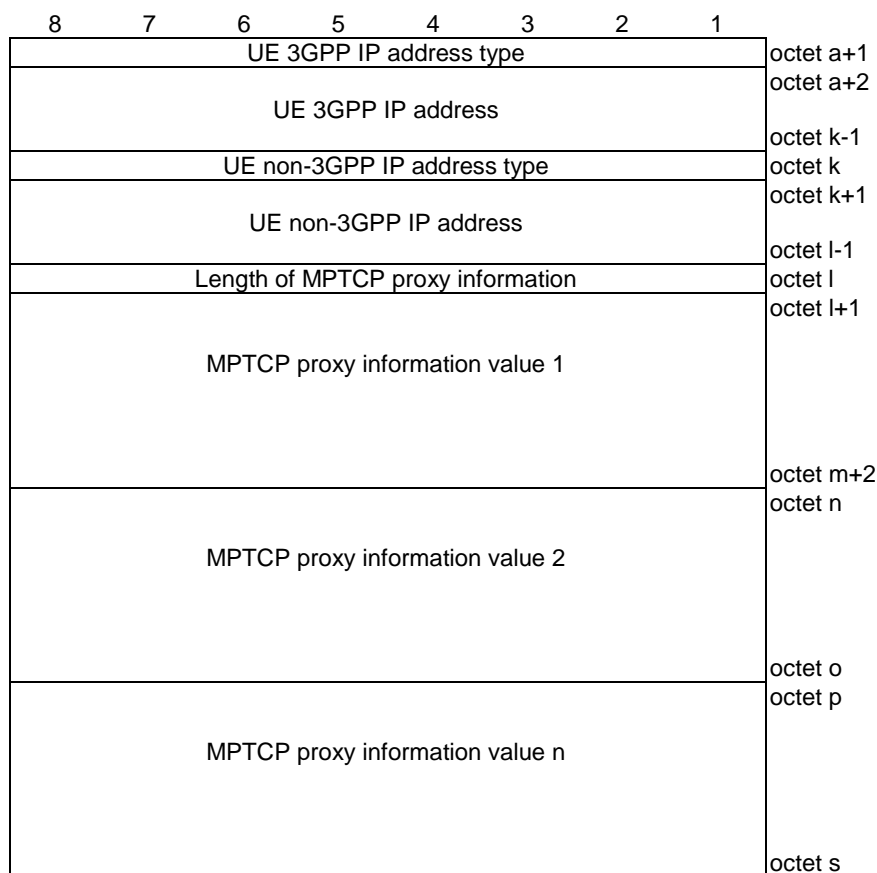 8 7 6 5 4 3 2 1
UE 3GPP IP address type octet a+1
octet a+2
UE 3GPP IP address
octet k-1
UE non-3GPP IP address type octet k
octet k+1
UE non-3GPP IP address
octet l-1
Length of MPTCP proxy information octet l
octet l+1
MPTCP proxy information value 1
octet m+2
octet n
MPTCP proxy information value 2
octet o
octet p
MPTCP proxy information value n
octet s